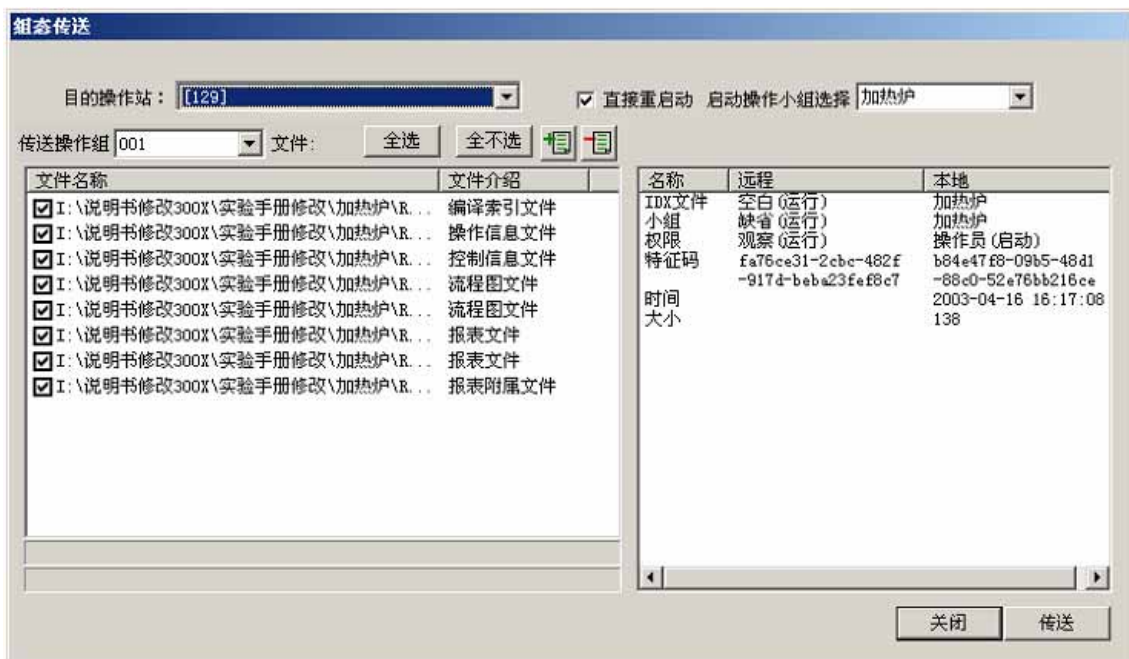 组态传送
目的操作站： [129] 直接重启动 启动操作小组选择 加热炉
传送操作组 001 文件: 全选 全不选
文件名称 文件介绍
I:\说明书修改300X\实验手册修改\加热炉\R... 编译索引文件
I:\说明书修改300X\实验手册修改\加热炉\R... 操作信息文件
I:\说明书修改300X\实验手册修改\加热炉\R... 控制信息文件
I:\说明书修改300X\实验手册修改\加热炉\R... 流程图文件
I:\说明书修改300X\实验手册修改\加热炉\R... 流程图文件
I:\说明书修改300X\实验手册修改\加热炉\R... 报表文件
I:\说明书修改300X\实验手册修改\加热炉\R... 报表文件
I:\说明书修改300X\实验手册修改\加热炉\R... 报表附属文件
名称 远程 本地
IDX文件 空白(运行) 加热炉
小组 缺省(运行) 加热炉
权限 观察(运行) 操作员(启动)
特征码 fa76ce31-2cbc-482f b84e47f8-09b5-48d1
-917d-beba23fef8c7 -88c0-52e76bb216ce
时间 2003-04-16 16:17:08
大小 138
关闭 传送